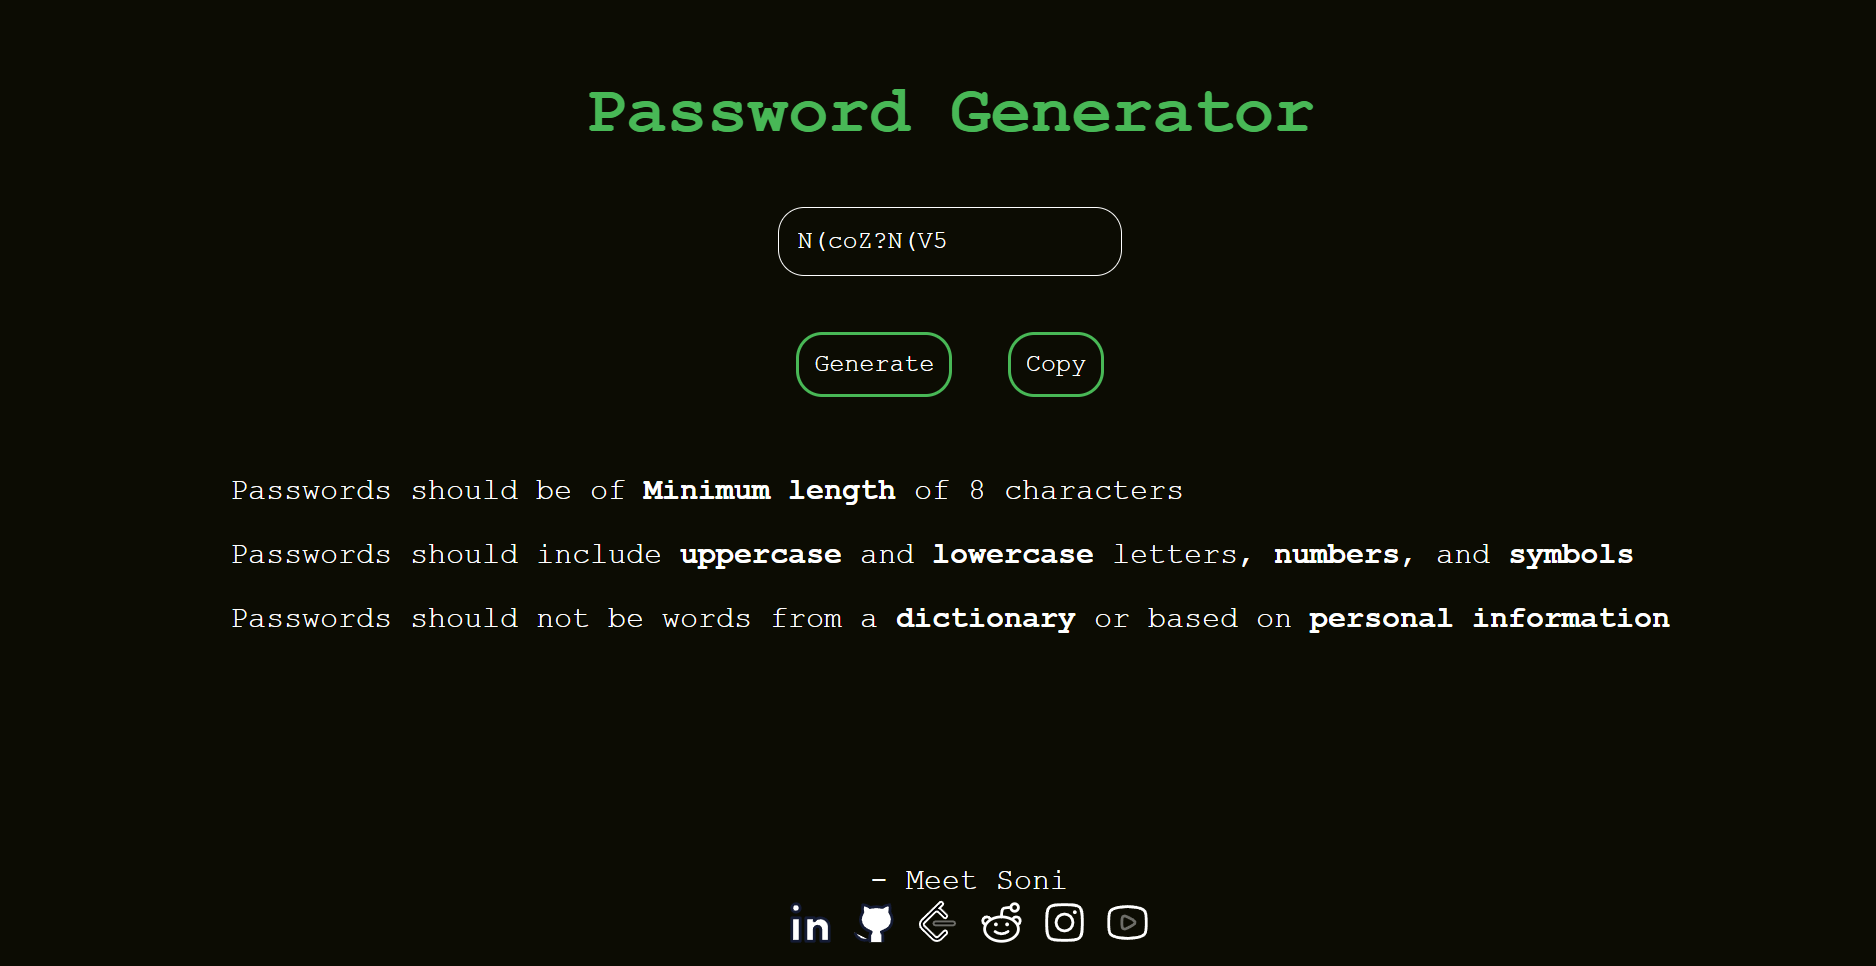 Password Generator
N(coZ?N(V5
Generate
Copy
Passwords should be of Minimum length of 8 characters
Passwords should include uppercase and lowercase letters, numbers, and symbols
Passwords should not be words from a dictionary or based on personal information
- Meet Soni
in